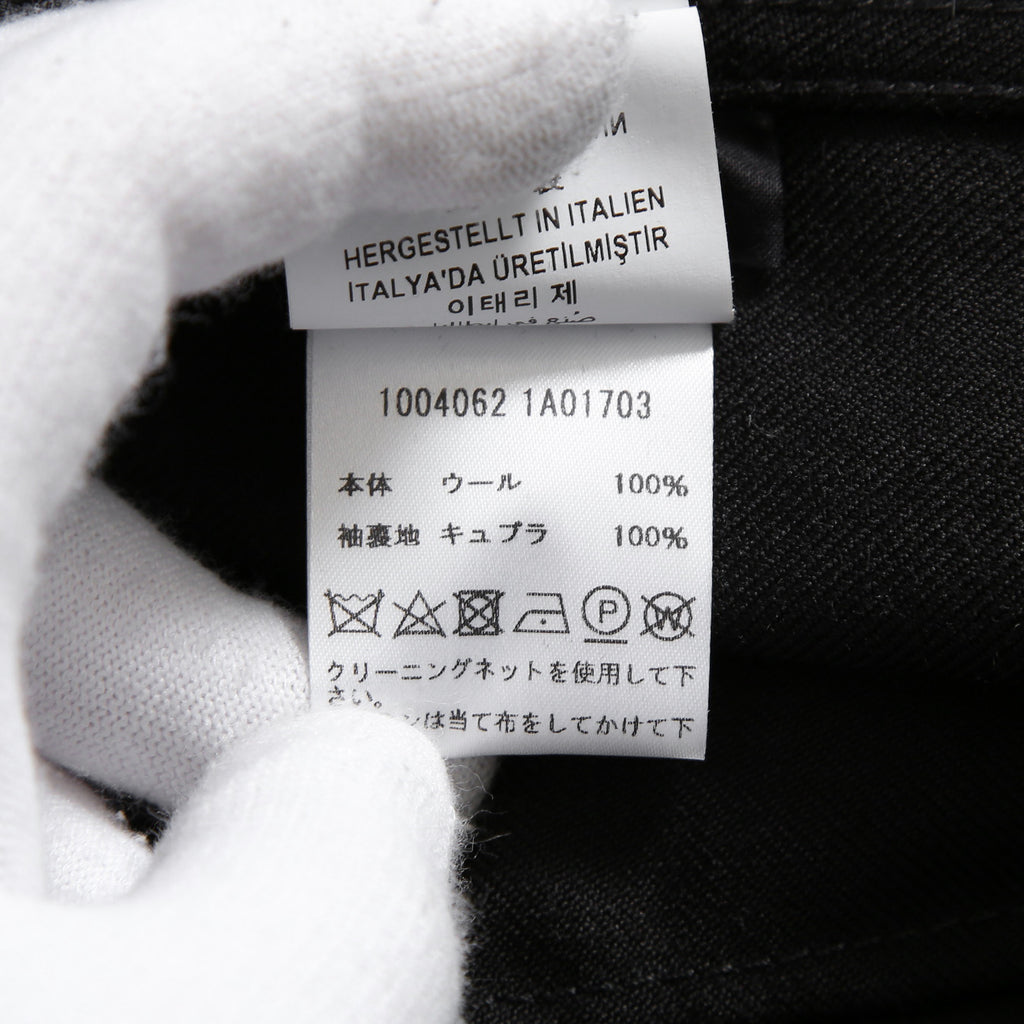 HERGESTELLT IN ITALIEN
İTALYA'DA ÜRETİLMİŞTİR
이태리 제
1004062 1A01703
本体 ウール 100%
袖裏地 キュプラ 100%
P W
クリーニングネットを使用して下
さい。
は当て布をしてかけて下